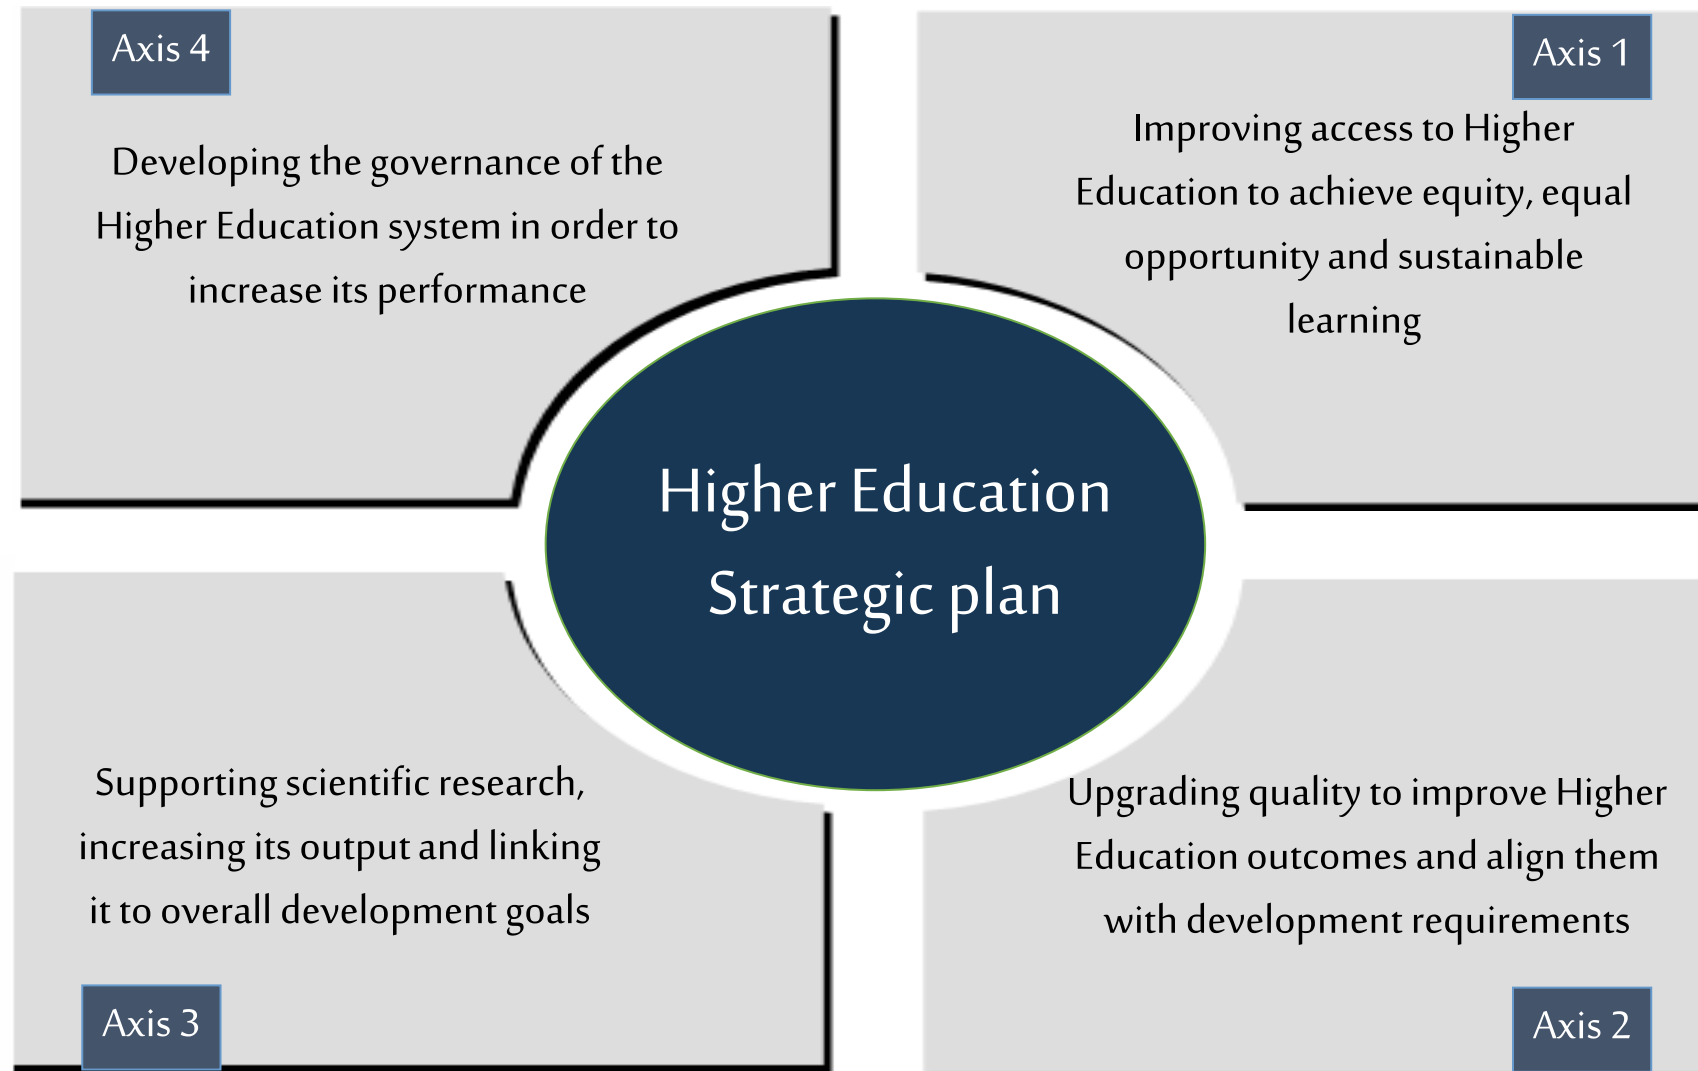 Axis 4
Developing the governance of the
Higher Education system in order to
increase its performance
Axis 1
Improving access to Higher
Education to achieve equity, equal
opportunity and sustainable
learning
Higher Education
Strategic plan
Supporting scientific research,
increasing its output and linking
it to overall development goals
Axis 3
Upgrading quality to improve Higher
Education outcomes and align them
with development requirements
Axis 2